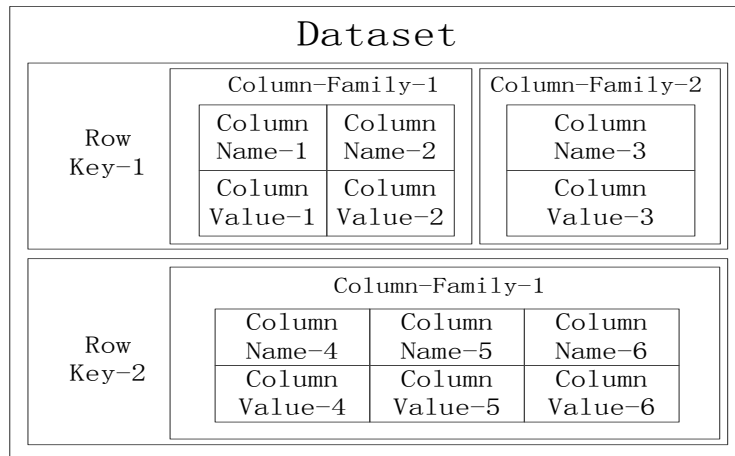 Dataset
Row
Key-1
Column-Family-1
Column
Name-1
Column
Name-2
Column
Value-1
Column
Value-2
Column-Family-2
Column
Name-3
Column
Value-3
Row
Key-2
Column-Family-1
Column
Name-4
Column
Name-5
Column
Name-6
Column
Value-4
Column
Value-5
Column
Value-6